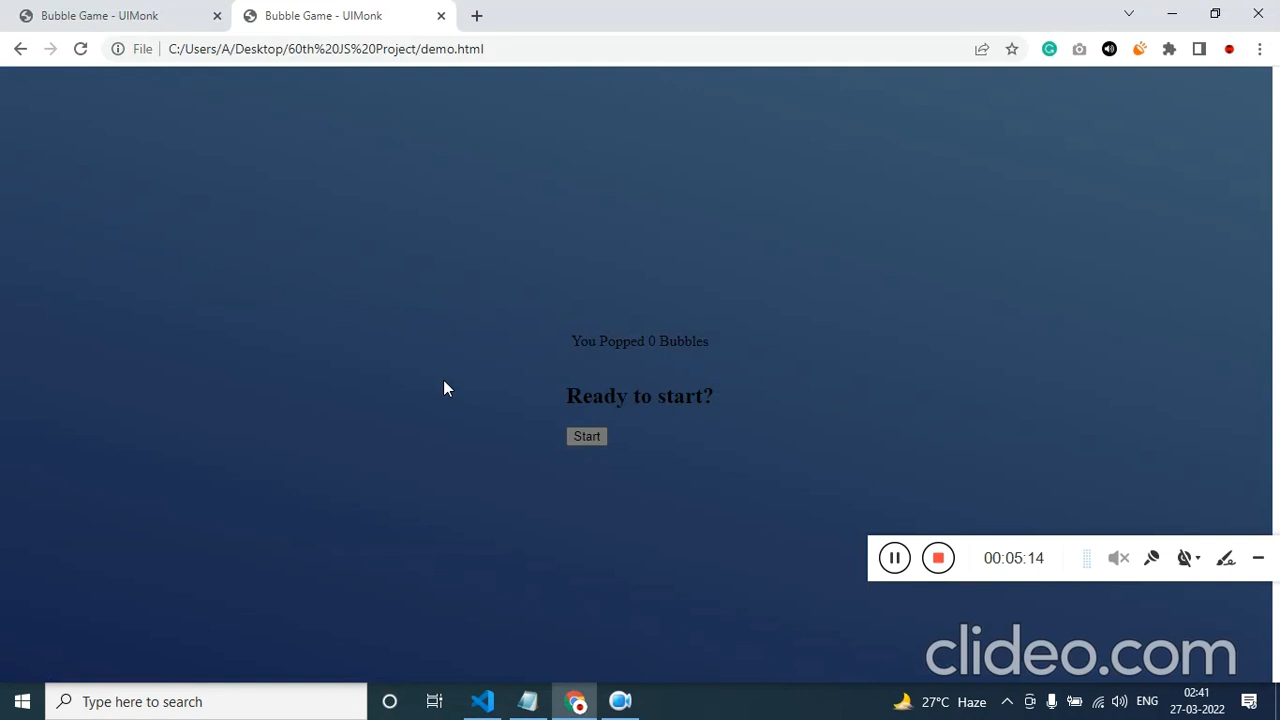 Bubble Game - UIMonk
Bubble Game - UIMonk
File
C:/Users/A/Desktop/60th%20JS%20Project/demo.html
You Popped 0 Bubbles
Ready to start?
Start
00:05:14
clideo.com
Type here to search
27°C Haze
ENG
02:41
27-03-2022